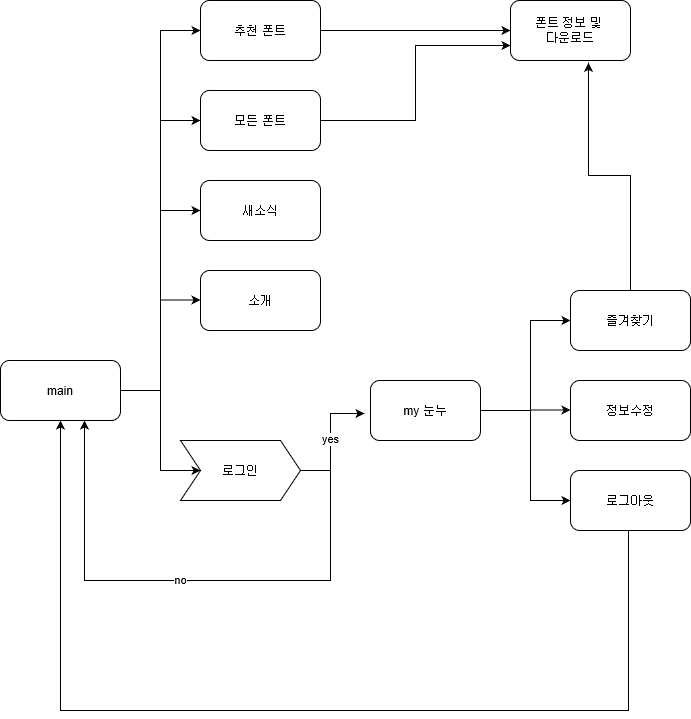 추천 폰트
폰트 정보 및
다운로드
모든 폰트
새소식
소개
즐겨찾기
main
my 눈누
정보수정
yes
로그인
로그아웃
no